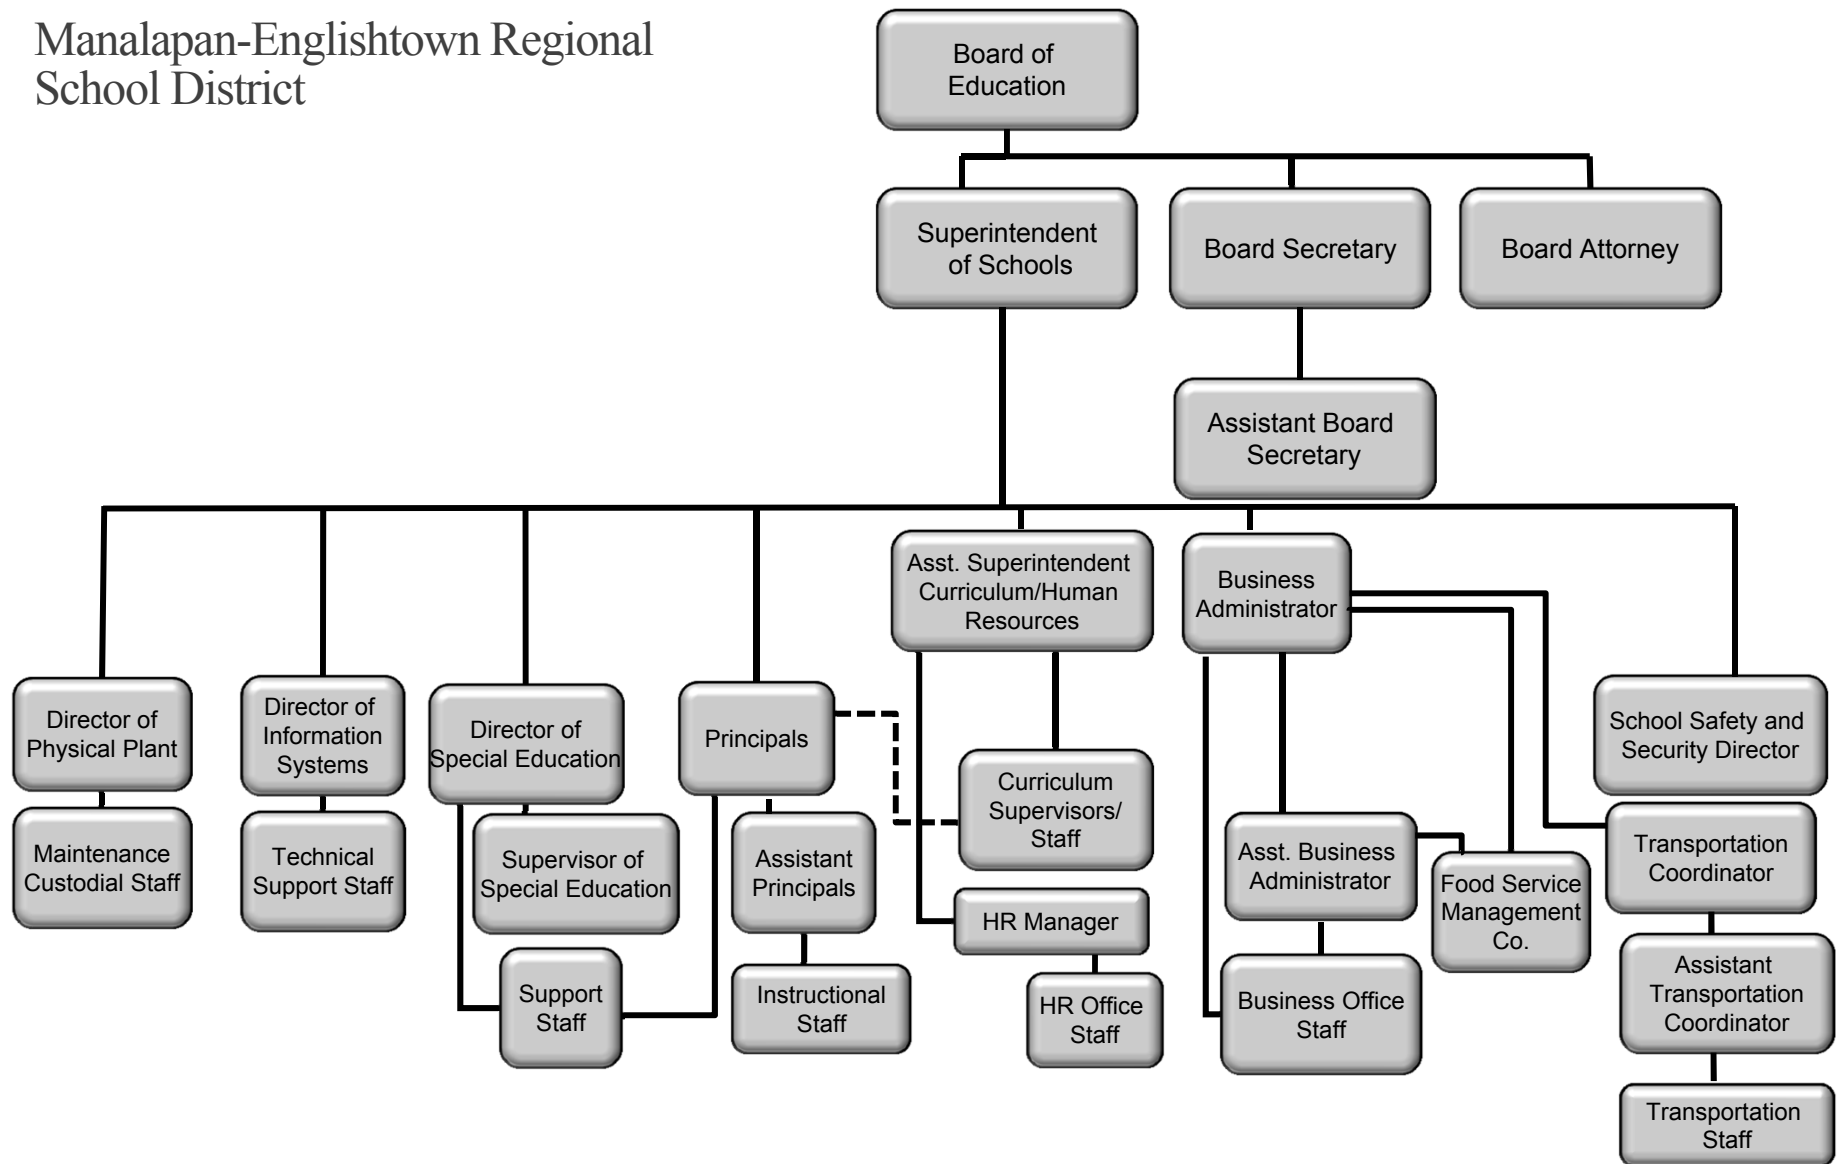 Manalapan-Englishtown Regional
School District
Board of
Education
Superintendent
of Schools
Board Secretary
Board Attorney
Assistant Board
Secretary
Asst. Superintendent
Curriculum/Human
Resources
Business
Administrator
Director of
Physical Plant
Director of
Information
Systems
Director of
Special Education
Principals
School Safety and
Security Director
Curriculum
Supervisors/
Staff
Maintenance
Custodial Staff
Technical
Support Staff
Supervisor of
Special Education
Assistant
Principals
Asst. Business
Administrator
Food Service
Management
Co.
Transportation
Coordinator
HR Manager
Support
Staff
Instructional
Staff
HR Office
Staff
Business Office
Staff
Assistant
Transportation
Coordinator
Transportation
Staff